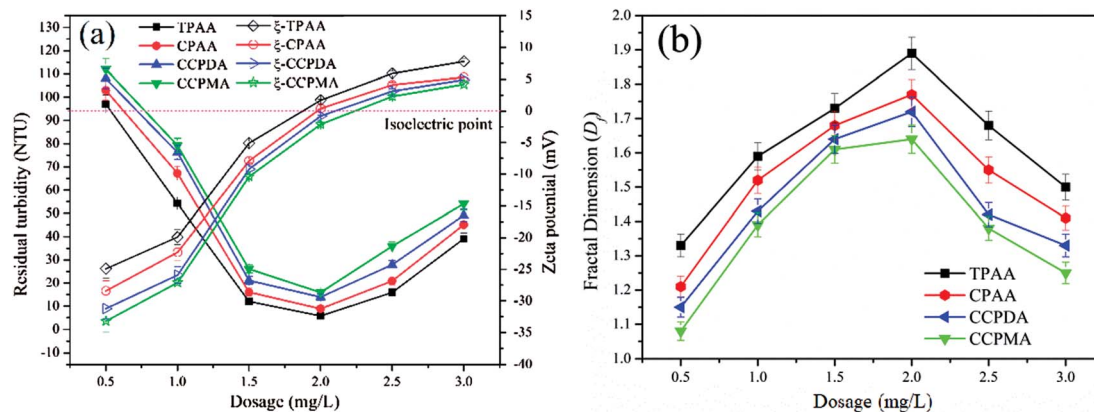 (a)
TPAA
CPAA
CCPDA
CCPMA
ξ-TPAA
ξ-CPAA
ξ-CCPDA
ξ-CCPMA
Isoelectric point
Residual turbidity (NTU)
130
120
110
100
90
80
70
60
50
40
30
20
10
0
-10
15
10
5
0
-5
-10
-15
-20
-25
-30
-35
-40
Zeta potential (mV)
0.5 1.0 1.5 2.0 2.5 3.0
Dosage (mg/L)
(b)
Fractal Dimension (Df)
2.0
1.9
1.8
1.7
1.6
1.5
1.4
1.3
1.2
1.1
1.0
TPAA
CPAA
CCPDA
CCPMA
0.5 1.0 1.5 2.0 2.5 3.0
Dosage (mg/L)